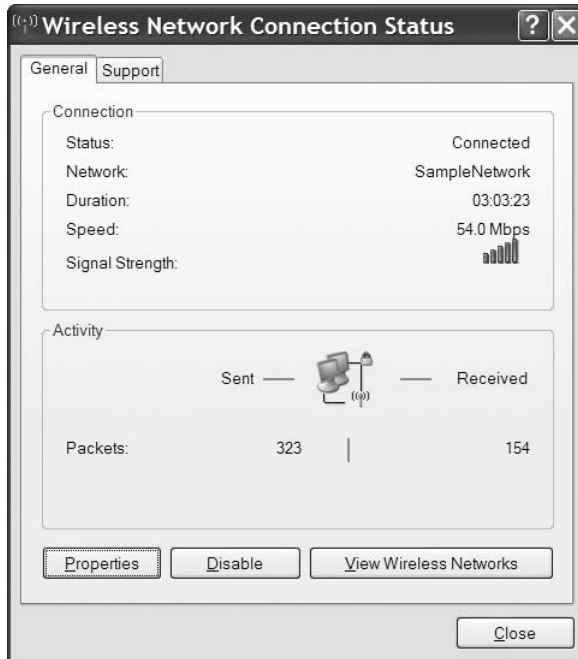 Wireless Network Connection Status
General Support
Connection
Status: Connected
Network: SampleNetwork
Duration: 03:03:23
Speed: 54.0 Mbps
Signal Strength:
Activity
Sent Received
Packets: 323 154
Properties Disable View Wireless Networks
Close